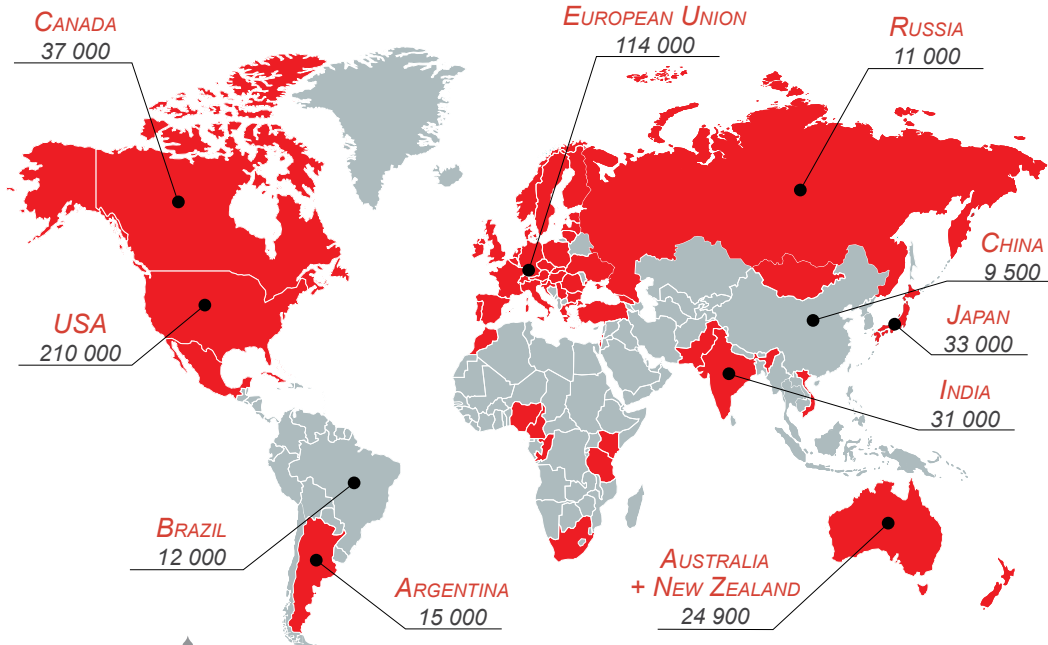 Canada
37 000
European Union
114 000
Russia
11 000
China
9 500
USA
210 000
Japan
33 000
India
31 000
Brazil
12 000
Argentina
15 000
Australia
+ New Zealand
24 900